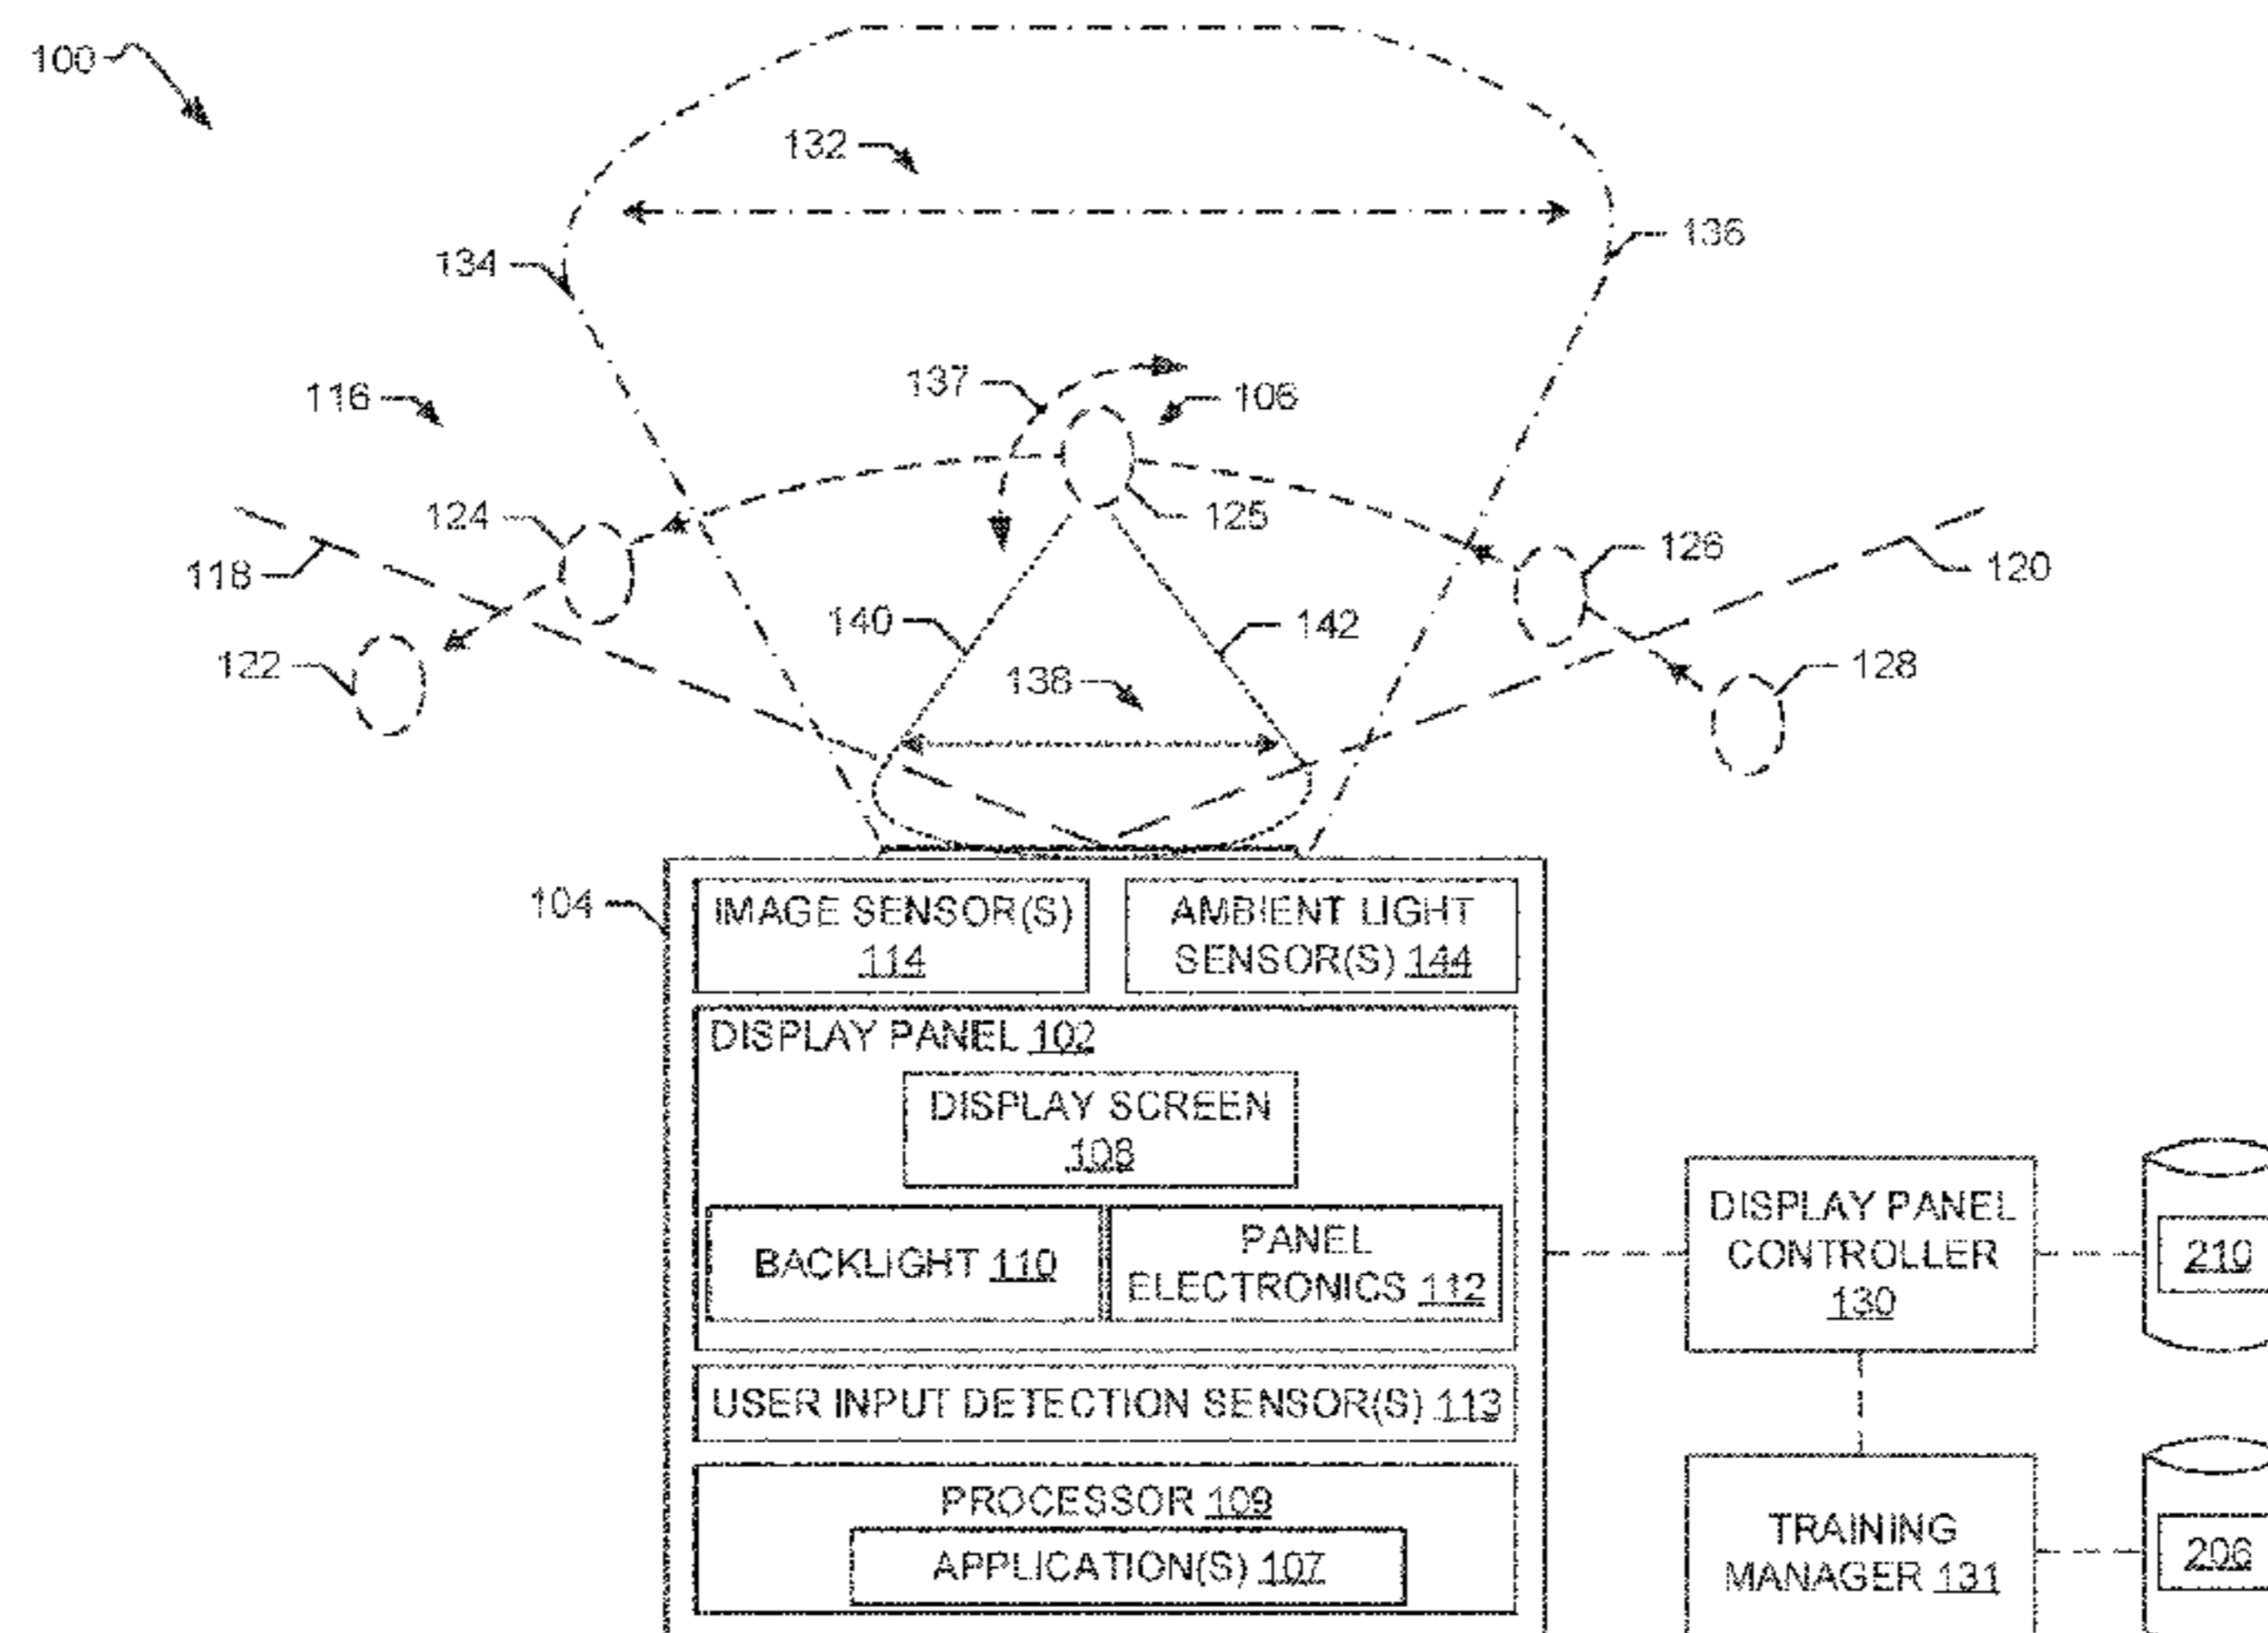 100
132
134
136
137
106
116
124
125
126
118
120
140
142
122
138
128
104
IMAGE SENSOR(S)
114
AMBIENT LIGHT
SENSOR(S) 144
DISPLAY PANEL 102
DISPLAY SCREEN
108
BACKLIGHT 110
PANEL
ELECTRONICS 112
DISPLAY PANEL
CONTROLLER
130
210
USER INPUT DETECTION SENSOR(S) 113
PROCESSOR 109
APPLICATION(S) 107
TRAINING
MANAGER 131
206